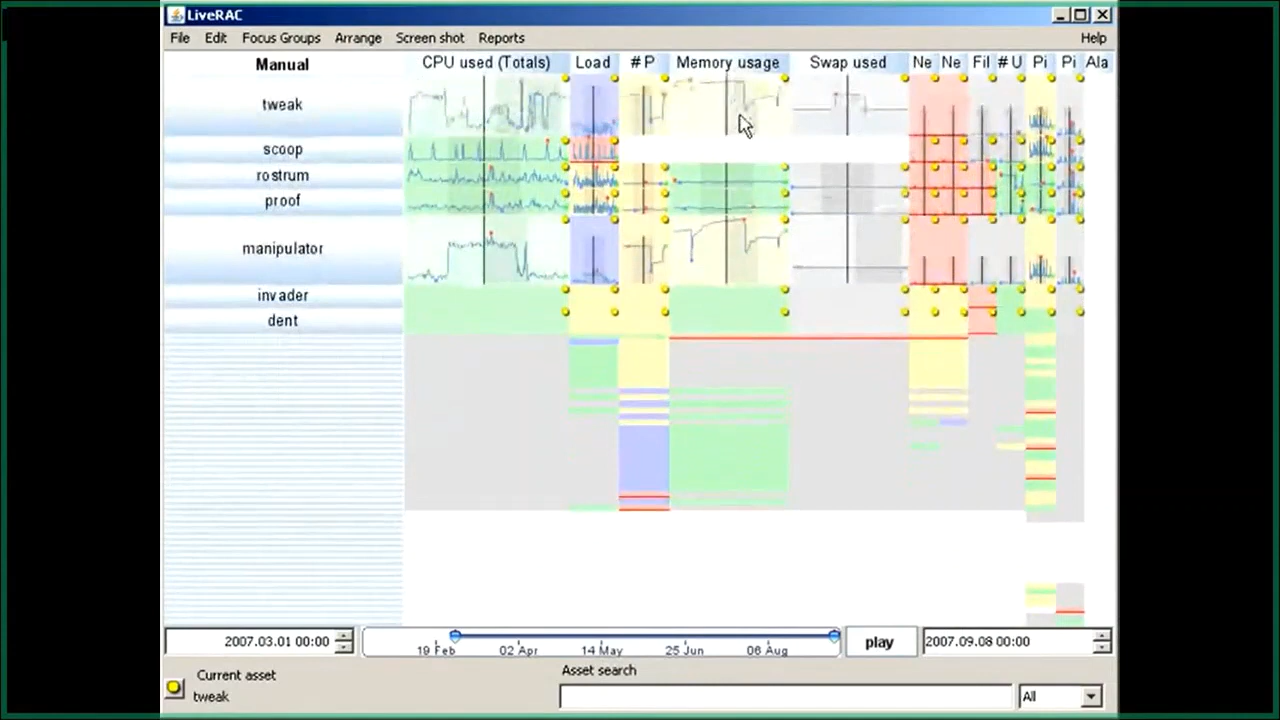 LiveRAC
File Edit Focus Groups Arrange Screen shot Reports Help
Manual CPU used (Totals) Load # P Memory usage Swap used Ne Ne Fil # U Pi Pi Ala
tweak
scoop
rostrum
proof
manipulator
invader
dent
2007.03.01 00:00 19 Feb 02 Apr 14 May 25 Jun 06 Aug play 2007.09.08 00:00
Current asset Asset search
tweak All